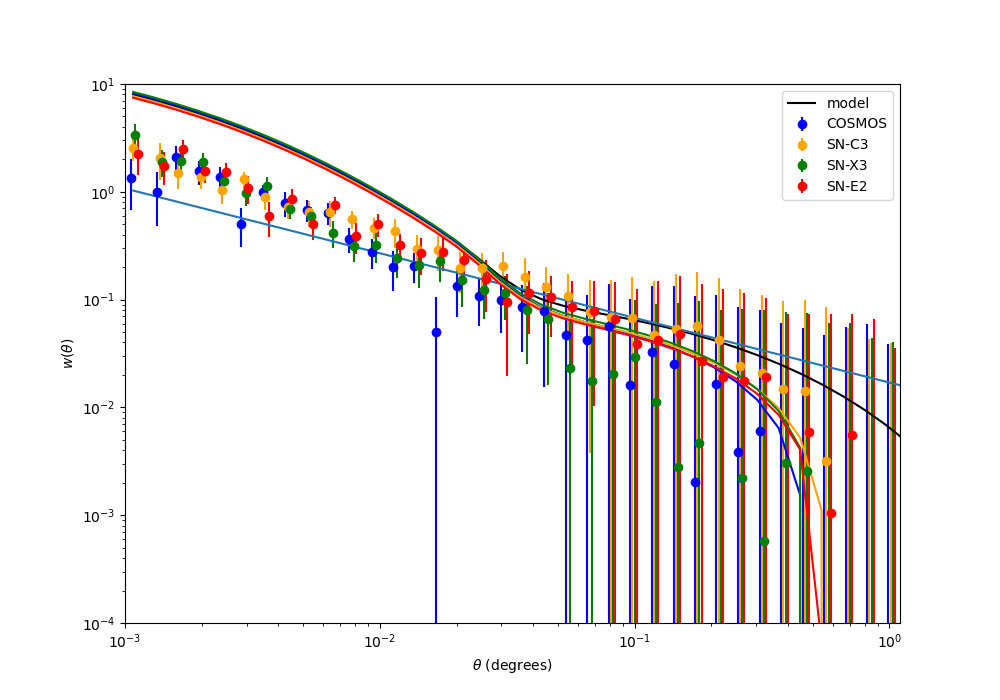 10¹
10⁰
10⁻¹
10⁻²
10⁻³
10⁻⁴
w(θ)
10⁻³
10⁻²
10⁻¹
10⁰
θ (degrees)
model
COSMOS
SN-C3
SN-X3
SN-E2